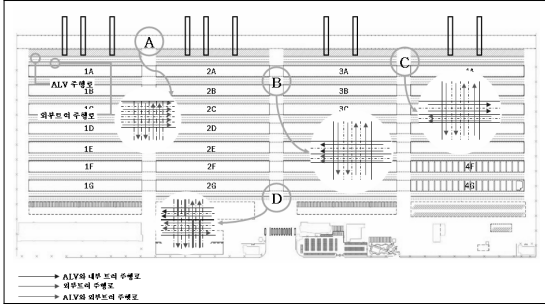 A
B
C
D
1A 2A 3A
ALV 주행로
1B 2B 3B
2C 3C
외부트럭 주행로
1D 2D
1E 2E
1F 2F 4F
1G 2G 4G
ALV와 내부 트럭 주행로
외부트럭 주행로
ALV와 외부트럭 주행로